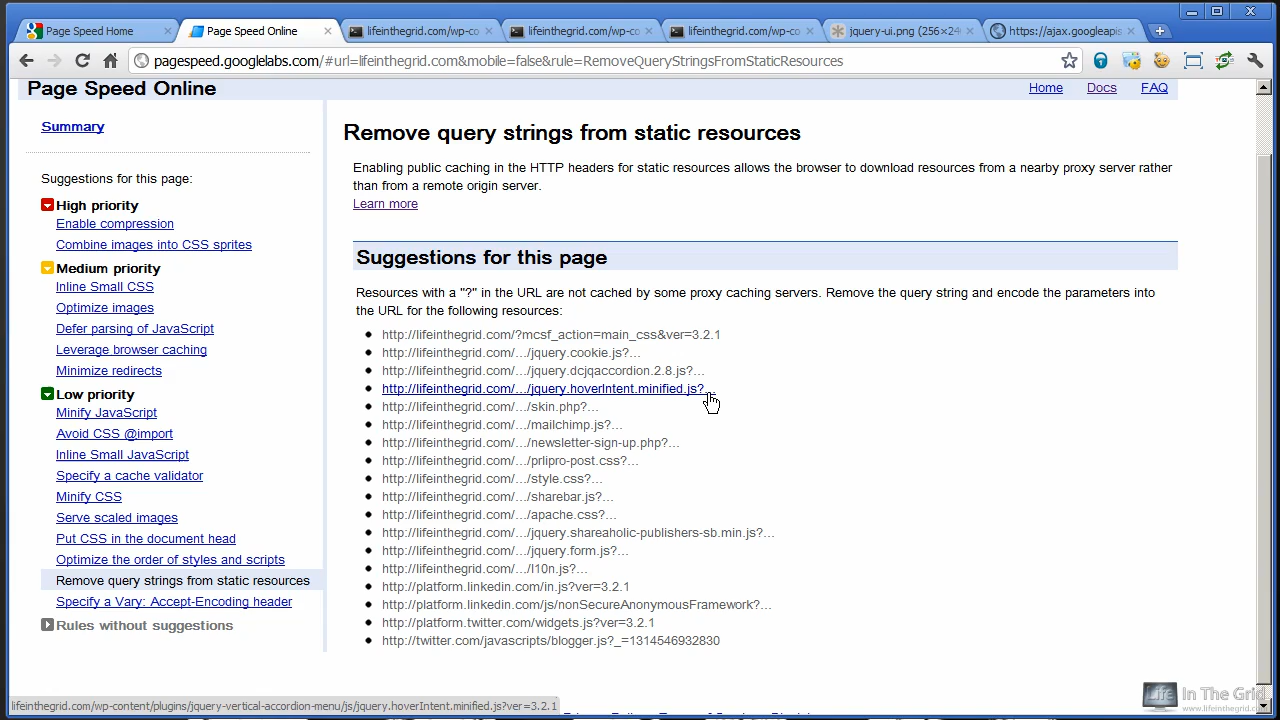 Page Speed Home
Page Speed Online
lifeinthegrid.com/wp-co
lifeinthegrid.com/wp-co
lifeinthegrid.com/wp-co
jquery-ui.png (256×24
https://ajax.googleapis
pagespeed.googlelabs.com/#url=lifeinthegrid.com&mobile=false&rule=RemoveQueryStringsFromStaticResources
Page Speed Online
Home Docs FAQ
Summary
Suggestions for this page:
High priority
Enable compression
Combine images into CSS sprites
Medium priority
Inline Small CSS
Optimize images
Defer parsing of JavaScript
Leverage browser caching
Minimize redirects
Low priority
Minify JavaScript
Avoid CSS @import
Inline Small JavaScript
Specify a cache validator
Minify CSS
Serve scaled images
Put CSS in the document head
Optimize the order of styles and scripts
Remove query strings from static resources
Specify a Vary: Accept-Encoding header
Rules without suggestions
Remove query strings from static resources
Enabling public caching in the HTTP headers for static resources allows the browser to download resources from a nearby proxy server rather
than from a remote origin server.
Learn more
Suggestions for this page
Resources with a "?" in the URL are not cached by some proxy caching servers. Remove the query string and encode the parameters into
the URL for the following resources:
http://lifeinthegrid.com/?mcsf_action=main_css&ver=3.2.1
http://lifeinthegrid.com/.../jquery.cookie.js?...
http://lifeinthegrid.com/.../jquery.dcjqaccordion.2.8.js?...
http://lifeinthegrid.com/.../jquery.hoverIntent.minified.js?...
http://lifeinthegrid.com/.../skin.php?...
http://lifeinthegrid.com/.../mailchimp.js?...
http://lifeinthegrid.com/.../newsletter-sign-up.php?...
http://lifeinthegrid.com/.../prlipro-post.css?...
http://lifeinthegrid.com/.../style.css?...
http://lifeinthegrid.com/.../sharebar.js?...
http://lifeinthegrid.com/.../apache.css?...
http://lifeinthegrid.com/.../jquery.shareaholic-publishers-sb.min.js?...
http://lifeinthegrid.com/.../jquery.form.js?...
http://lifeinthegrid.com/.../l10n.js?...
http://platform.linkedin.com/in.js?ver=3.2.1
http://platform.linkedin.com/js/nonSecureAnonymousFramework?...
http://platform.twitter.com/widgets.js?ver=3.2.1
http://twitter.com/javascripts/blogger.js?_=1314546932830
lifeinthegrid.com/wp-content/plugins/jquery-vertical-accordion-menu/js/jquery.hoverIntent.minified.js?ver=3.2.1
Life In The Grid
www.lifeinthegrid.com